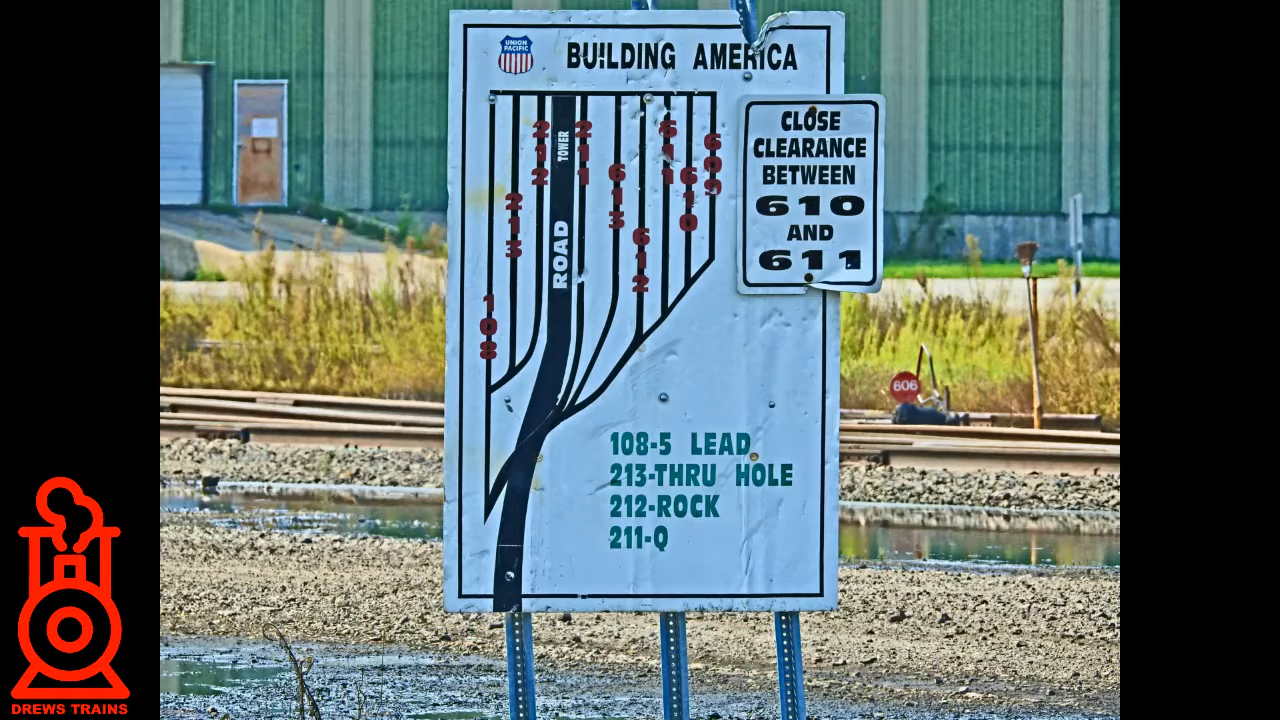 UNION
PACIFIC
BUILDING AMERICA
CLOSE
CLEARANCE
BETWEEN
610
AND
611
TOWER
ROAD
108
213
212
211
613
612
611
610
609
606
108-5 LEAD
213-THRU HOLE
212-ROCK
211-Q
DREWS TRAINS